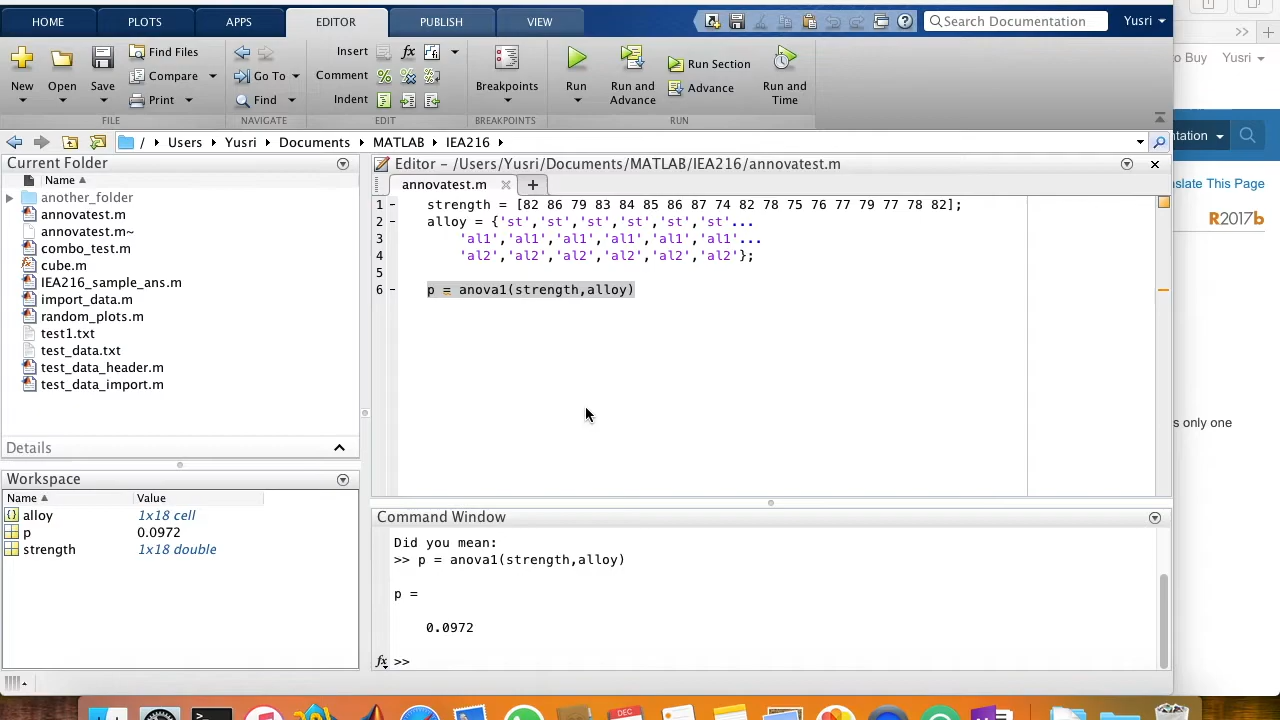 HOME PLOTS APPS EDITOR PUBLISH VIEW Search Documentation Yusri
New Open Save Find Files Compare Print
Go To Find
Insert fx Comment Indent
Breakpoints
Run Run and Advance Run Section Advance Run and Time
FILE NAVIGATE EDIT BREAKPOINTS RUN
/ Users Yusri Documents MATLAB IEA216
to Buy Yusri
ntation
slate This Page
R2017b
s only one
Current Folder
Name
another_folder
annovatest.m
annovatest.m~
combo_test.m
cube.m
IEA216_sample_ans.m
import_data.m
random_plots.m
test1.txt
test_data.txt
test_data_header.m
test_data_import.m
Details
Workspace
Name Value
alloy 1x18 cell
p 0.0972
strength 1x18 double
Editor – /Users/Yusri/Documents/MATLAB/IEA216/annovatest.m
annovatest.m
1 – strength = [82 86 79 83 84 85 86 87 74 82 78 75 76 77 79 77 78 82];
2 – alloy = {'st','st','st','st','st','st'...
3 'al1','al1','al1','al1','al1','al1'...
4 – 'al2','al2','al2','al2','al2','al2'};
5
6 – p = anova1(strength,alloy)
Command Window
Did you mean:
>> p = anova1(strength,alloy)
p =
0.0972
fx >>
DEC